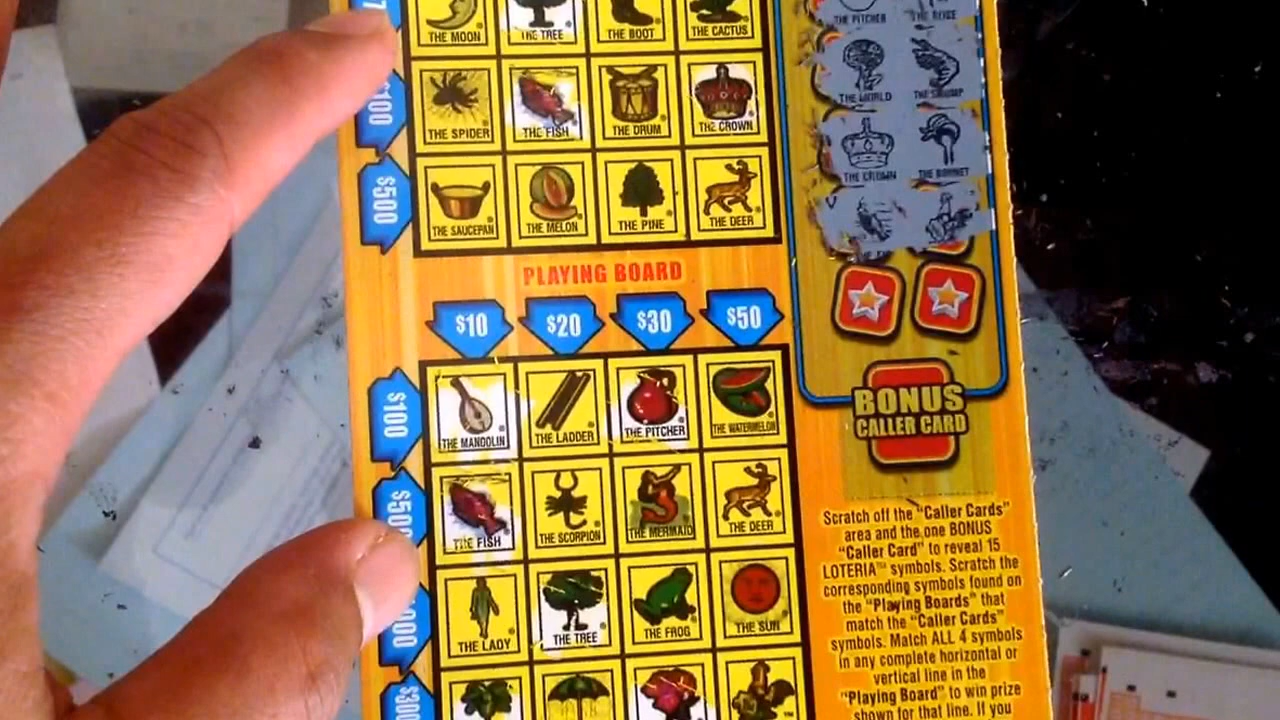 THE MOON THE TREE THE BOOT THE CACTUS
$100
THE SPIDER THE FISH THE DRUM THE CROWN
$500
THE SAUCEPAN THE MELON THE PINE THE DEER
THE PITCHER
THE WORLD THE SHRIMP
THE CROWN THE BONNET
PLAYING BOARD
$10 $20 $30 $50
$100
THE MANDOLIN THE LADDER THE PITCHER THE WATERMELON
THE FISH THE SCORPION THE MERMAID THE DEER
THE LADY THE TREE THE FROG THE SUN
BONUS
CALLER CARD
Scratch off the "Caller Cards"
area and the one BONUS
"Caller Card" to reveal 15
LOTERIA™ symbols. Scratch the
corresponding symbols found on
the "Playing Boards" that
match the "Caller Cards"
symbols. Match ALL 4 symbols
in any complete horizontal or
vertical line in the
"Playing Board" to win prize
shown for that line. If you